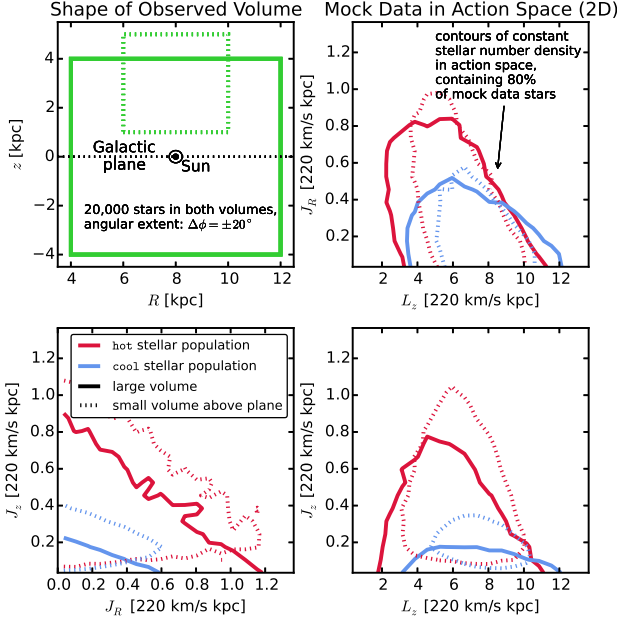 Shape of Observed Volume
Mock Data in Action Space (2D)
4
2
0
−2
−4
z [kpc]
Galactic
plane
Sun
20,000 stars in both volumes,
angular extent: Δϕ = ±20°
4 6 8 10 12
R [kpc]
contours of constant
stellar number density
in action space,
containing 80%
of mock data stars
1.2
1.0
0.8
0.6
0.4
0.2
J_R [220 km/s kpc]
2 4 6 8 10 12
L_z [220 km/s kpc]
hot stellar population
cool stellar population
large volume
small volume above plane
1.2
1.0
0.8
0.6
0.4
0.2
J_z [220 km/s kpc]
0.0 0.2 0.4 0.6 0.8 1.0 1.2
J_R [220 km/s kpc]
1.2
1.0
0.8
0.6
0.4
0.2
J_z [220 km/s kpc]
2 4 6 8 10 12
L_z [220 km/s kpc]